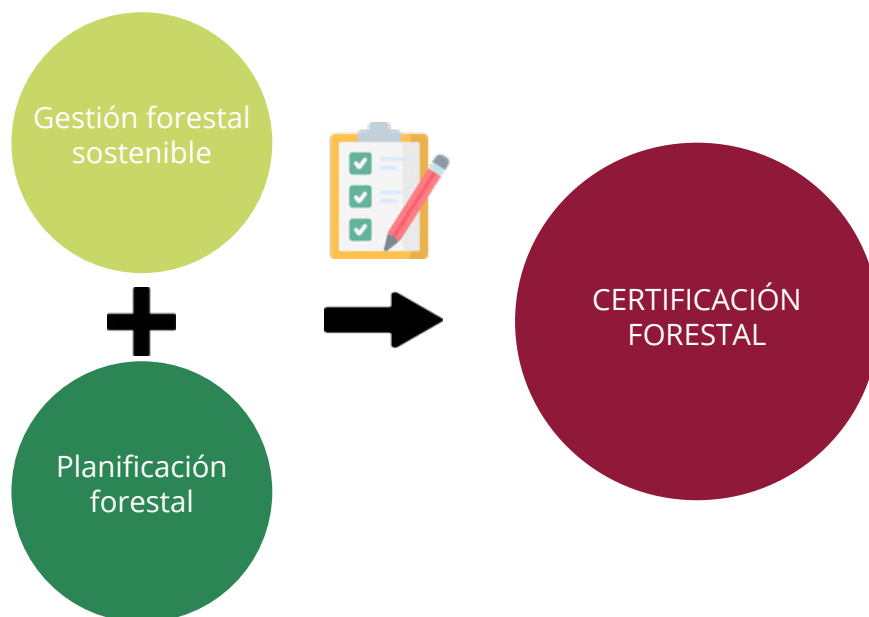 Gestión forestal
sostenible
Planificación
forestal
CERTIFICACIÓN
FORESTAL